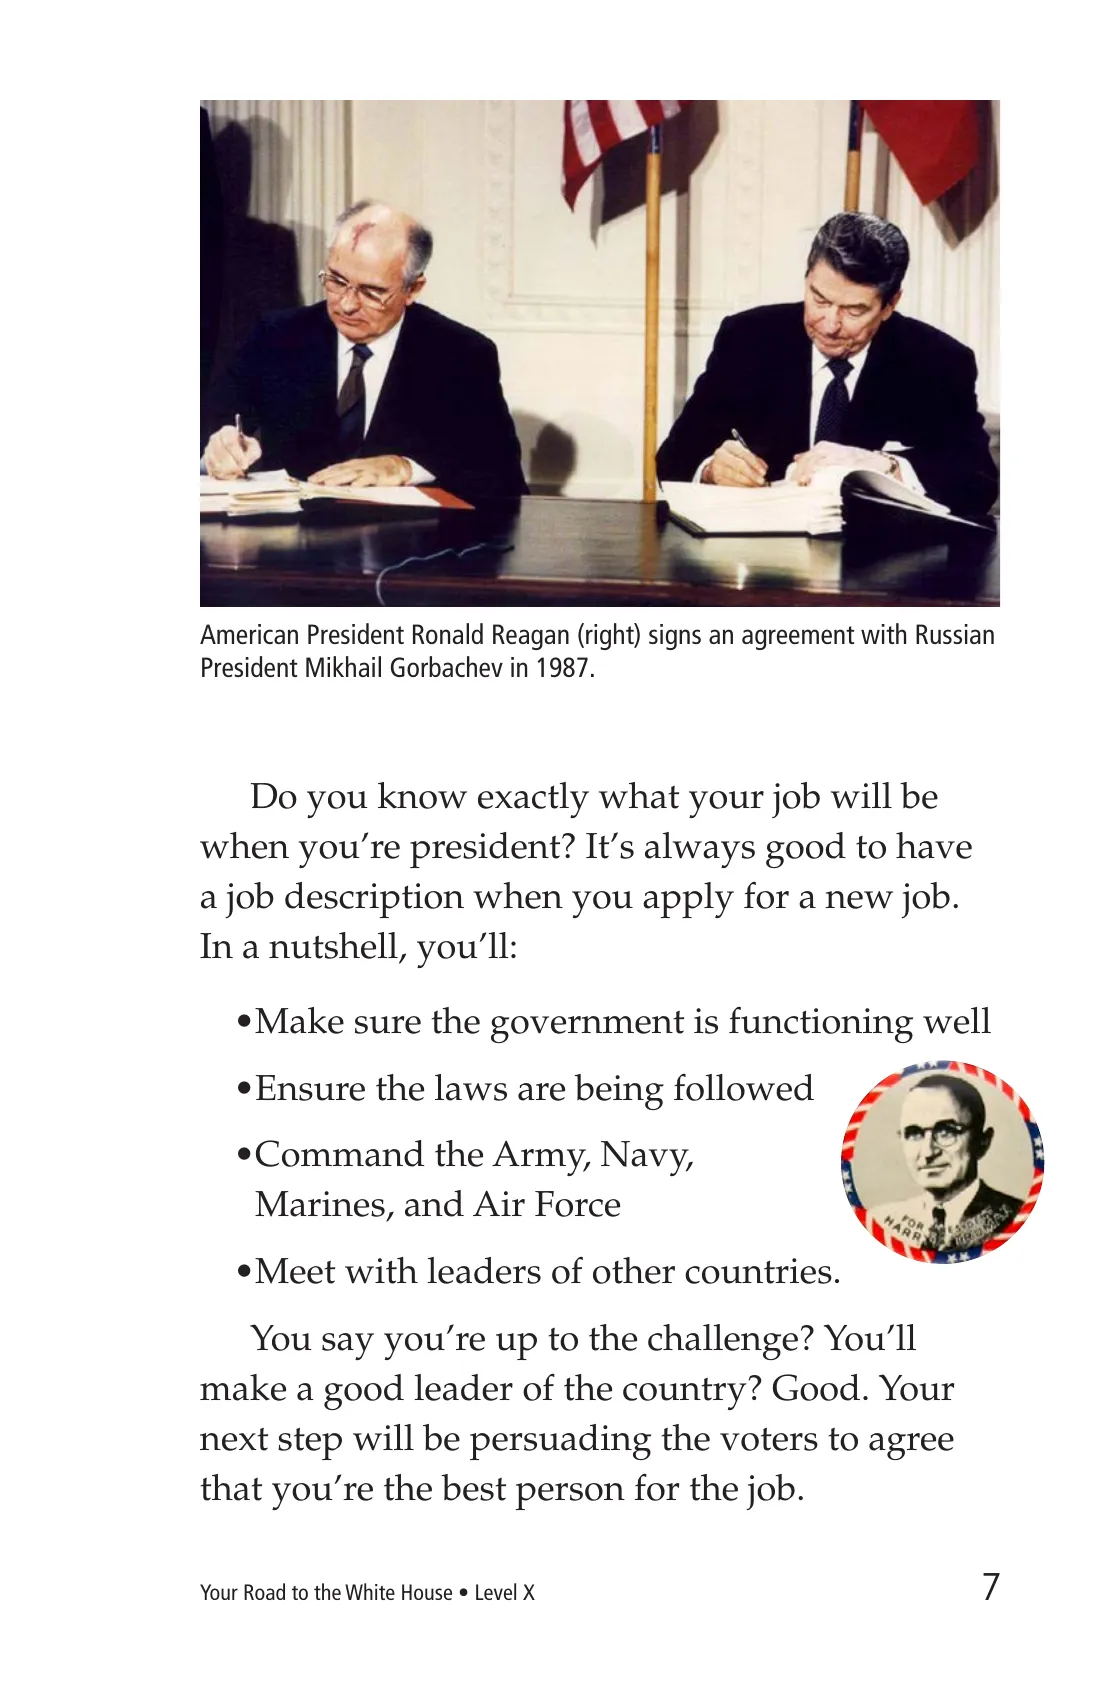 American President Ronald Reagan (right) signs an agreement with Russian
President Mikhail Gorbachev in 1987.
Do you know exactly what your job will be
when you’re president? It’s always good to have
a job description when you apply for a new job.
In a nutshell, you’ll:
•Make sure the government is functioning well
•Ensure the laws are being followed
•Command the Army, Navy,
Marines, and Air Force
•Meet with leaders of other countries.
FOR PRESIDENT
HARRY TRUMAN
You say you’re up to the challenge? You’ll
make a good leader of the country? Good. Your
next step will be persuading the voters to agree
that you’re the best person for the job.
Your Road to the White House • Level X
7